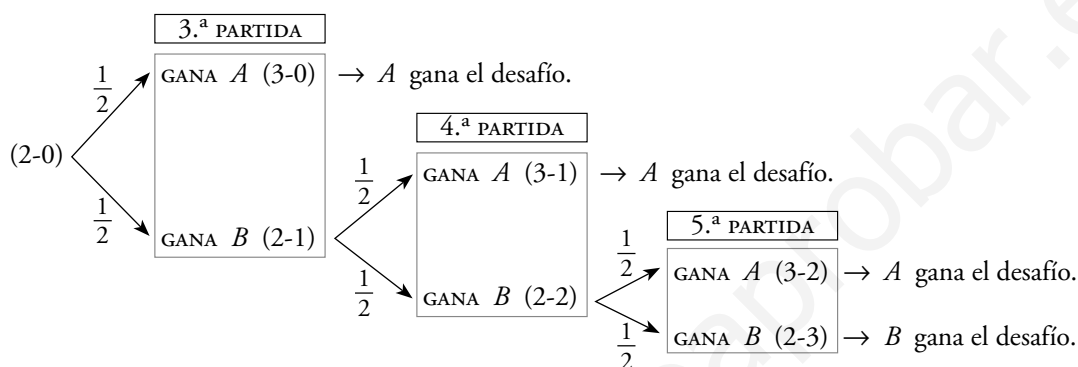 3.ª PARTIDA
1/2 GANA A (3-0) → A gana el desafío.
4.ª PARTIDA
(2-0)
1/2 GANA A (3-1) → A gana el desafío.
1/2 GANA B (2-1)
5.ª PARTIDA
1/2 GANA A (3-2) → A gana el desafío.
1/2 GANA B (2-2)
1/2 GANA B (2-3) → B gana el desafío.